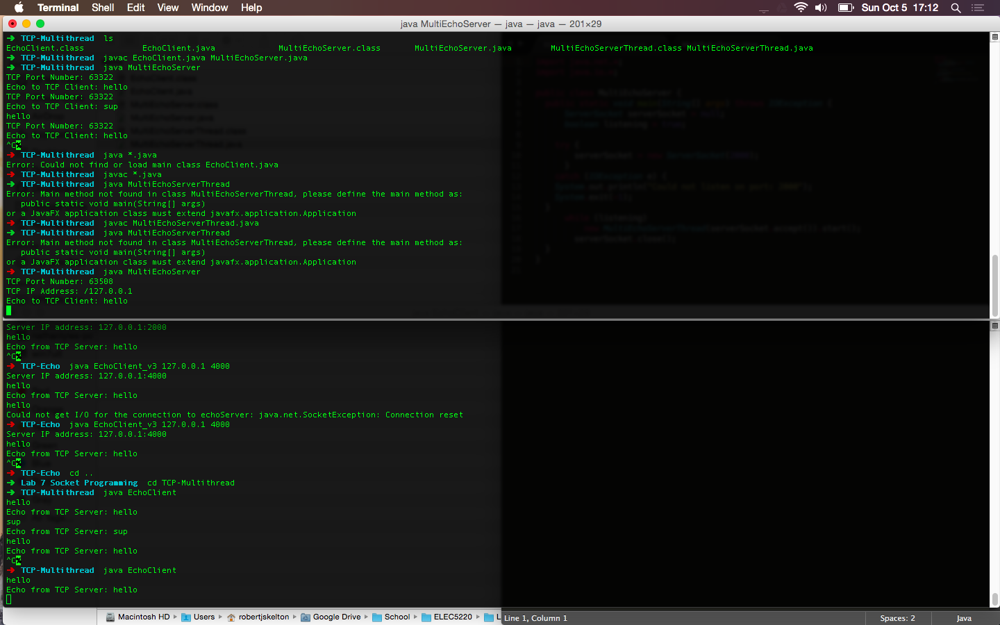 Terminal Shell Edit View Window Help Sun Oct 5 17:12
java MultiEchoServer — java — java — 201×29
➜ TCP-Multithread ls
EchoClient.class EchoClient.java MultiEchoServer.class MultiEchoServer.java MultiEchoServerThread.class MultiEchoServerThread.java
➜ TCP-Multithread javac EchoClient.java MultiEchoServer.java
➜ TCP-Multithread java MultiEchoServer
TCP Port Number: 63322
Echo to TCP Client: hello
TCP Port Number: 63322
Echo to TCP Client: sup
hello
TCP Port Number: 63322
Echo to TCP Client: hello
^C
➜ TCP-Multithread java *.java
Error: Could not find or load main class EchoClient.java
➜ TCP-Multithread javac *.java
➜ TCP-Multithread java MultiEchoServerThread
Error: Main method not found in class MultiEchoServerThread, please define the main method as:
public static void main(String[] args)
or a JavaFX application class must extend javafx.application.Application
➜ TCP-Multithread javac MultiEchoServerThread.java
➜ TCP-Multithread java MultiEchoServerThread
Error: Main method not found in class MultiEchoServerThread, please define the main method as:
public static void main(String[] args)
or a JavaFX application class must extend javafx.application.Application
➜ TCP-Multithread java MultiEchoServer
TCP Port Number: 63508
TCP IP Address: /127.0.0.1
Echo to TCP Client: hello
Server IP address: 127.0.0.1:2000
hello
Echo from TCP Server: hello
^C
➜ TCP-Echo java EchoClient_v3 127.0.0.1 4000
Server IP address: 127.0.0.1:4000
hello
Echo from TCP Server: hello
hello
Could not get I/O for the connection to echoServer: java.net.SocketException: Connection reset
➜ TCP-Echo java EchoClient_v3 127.0.0.1 4000
Server IP address: 127.0.0.1:4000
hello
Echo from TCP Server: hello
^C
➜ TCP-Echo cd ..
➜ Lab 7 Socket Programming cd TCP-Multithread
➜ TCP-Multithread java EchoClient
hello
Echo from TCP Server: hello
sup
Echo from TCP Server: sup
hello
Echo from TCP Server: hello
^C
➜ TCP-Multithread java EchoClient
hello
Echo from TCP Server: hello
Macintosh HD ▸ Users ▸ robertjskelton ▸ Google Drive ▸ School ▸ ELEC5220 ▸ L
Line 1, Column 1 Spaces: 2 Java